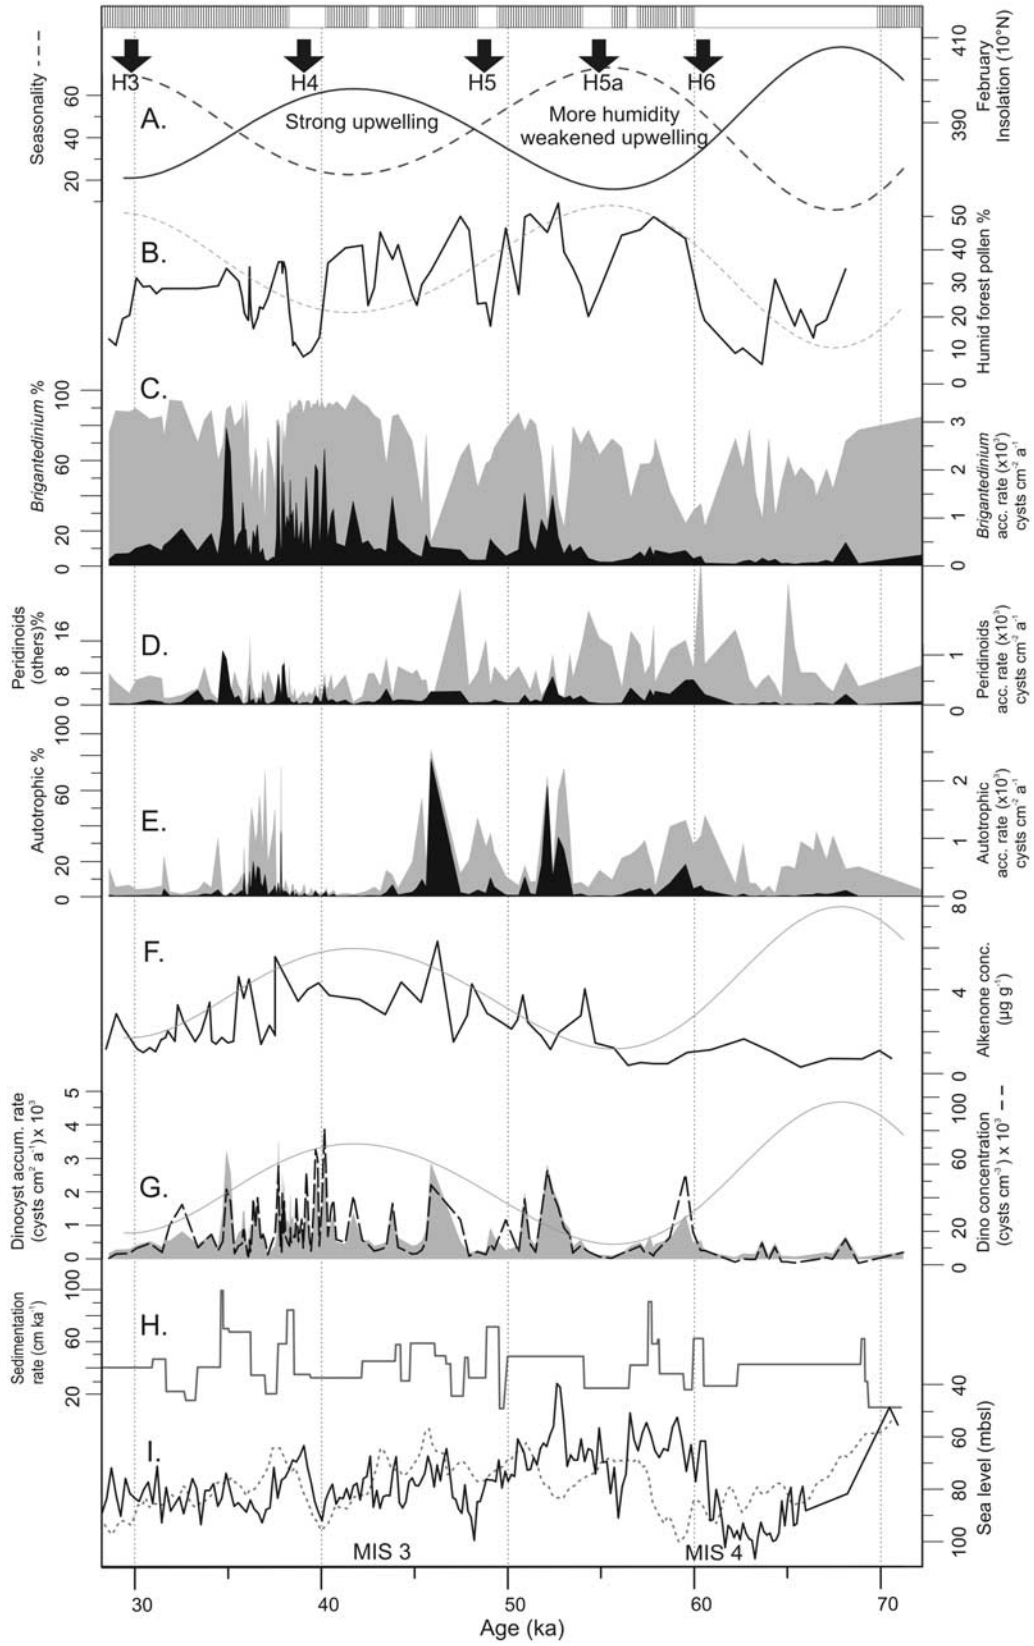 H3
H4
H5
H5a
H6
Seasonality
60
40
20
A.
Strong upwelling
More humidity
weakened upwelling
410
390
February
Insolation (10°N)
B.
50
40
30
20
10
0
Humid forest pollen %
C.
Brigantedinium %
100
60
20
0
3
2
1
0
Brigantedinium
acc. rate (x10³)
cysts cm⁻² a⁻¹
D.
Peridinoids
(others)%
16
8
0
1
0
Peridinoids
acc. rate (x10³)
cysts cm⁻² a⁻¹
E.
Autotrophic %
100
60
20
0
2
1
0
Autotrophic
acc. rate (x10³)
cysts cm⁻² a⁻¹
F.
8
4
0
Alkenone conc.
(µg g⁻¹)
G.
Dinocyst accum. rate
(cysts cm² a⁻¹) x 10³
5
4
3
2
1
0
100
60
20
0
Dino concentration
(cysts cm⁻³) x 10³
H.
Sedimentation
rate (cm ka⁻¹)
100
60
20
I.
40
60
80
100
Sea level (mbsl)
MIS 3
MIS 4
30
40
50
60
70
Age (ka)